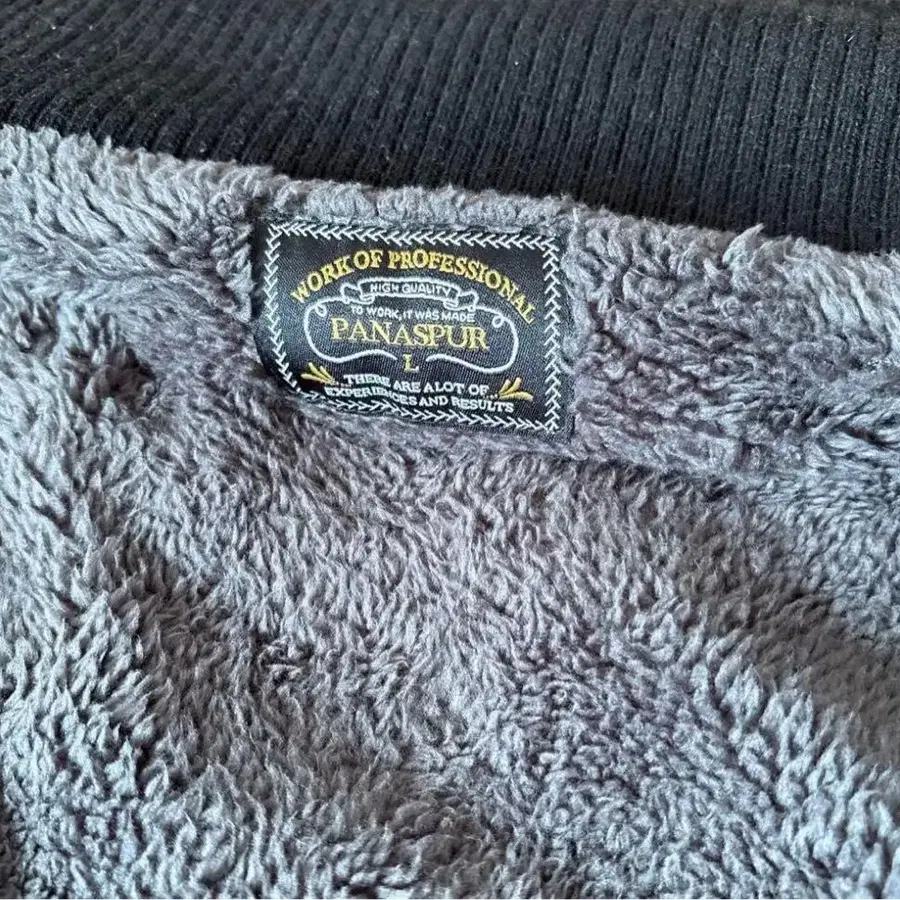 WORK OF PROFESSIONAL
HIGH QUALITY
TO WORK, IT WAS MADE
PANASPUR
L
THERE ARE A LOT OF
EXPERIENCES AND RESULTS